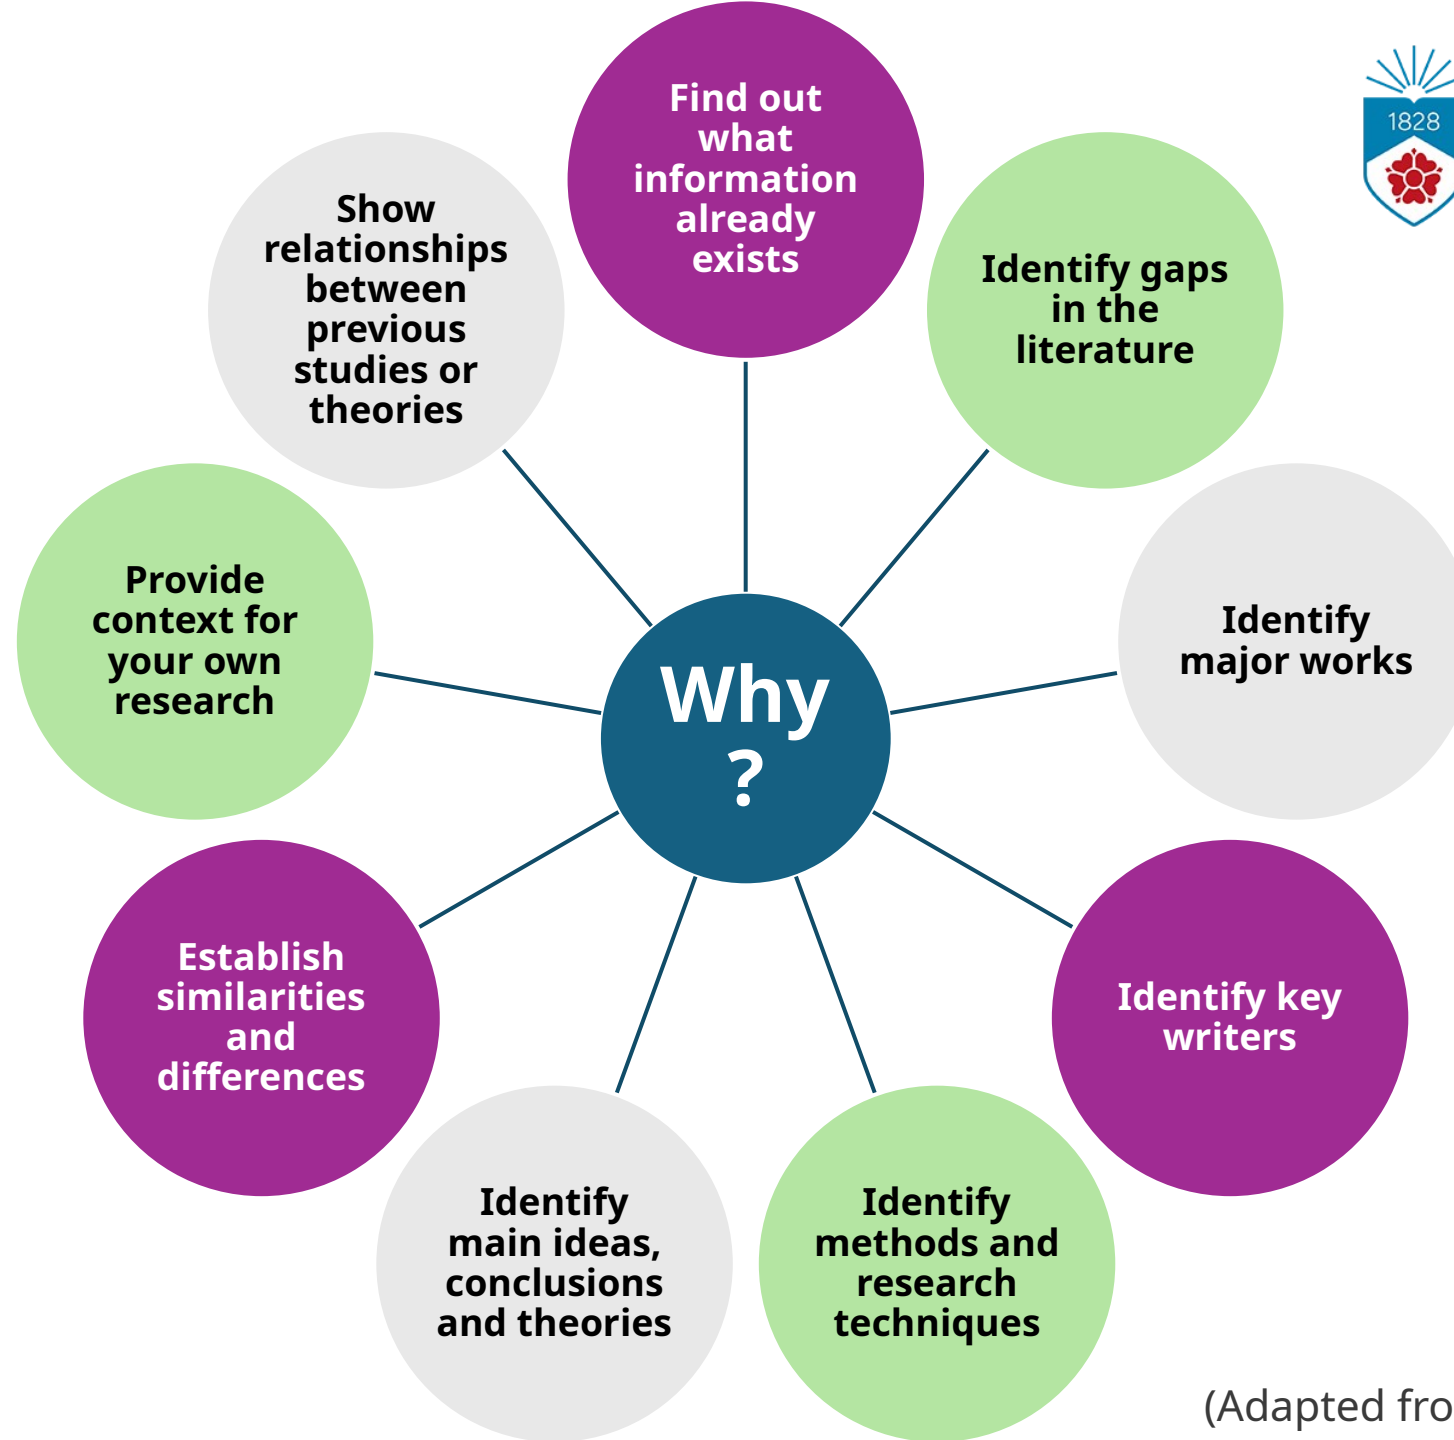 Find out
what
information
already
exists
1828
Identify gaps
in the
literature
Identify
major works
Identify key
writers
Identify
methods and
research
techniques
Identify
main ideas,
conclusions
and theories
Establish
similarities
and
differences
Provide
context for
your own
research
Show
relationships
between
previous
studies or
theories
Why
?
(Adapted